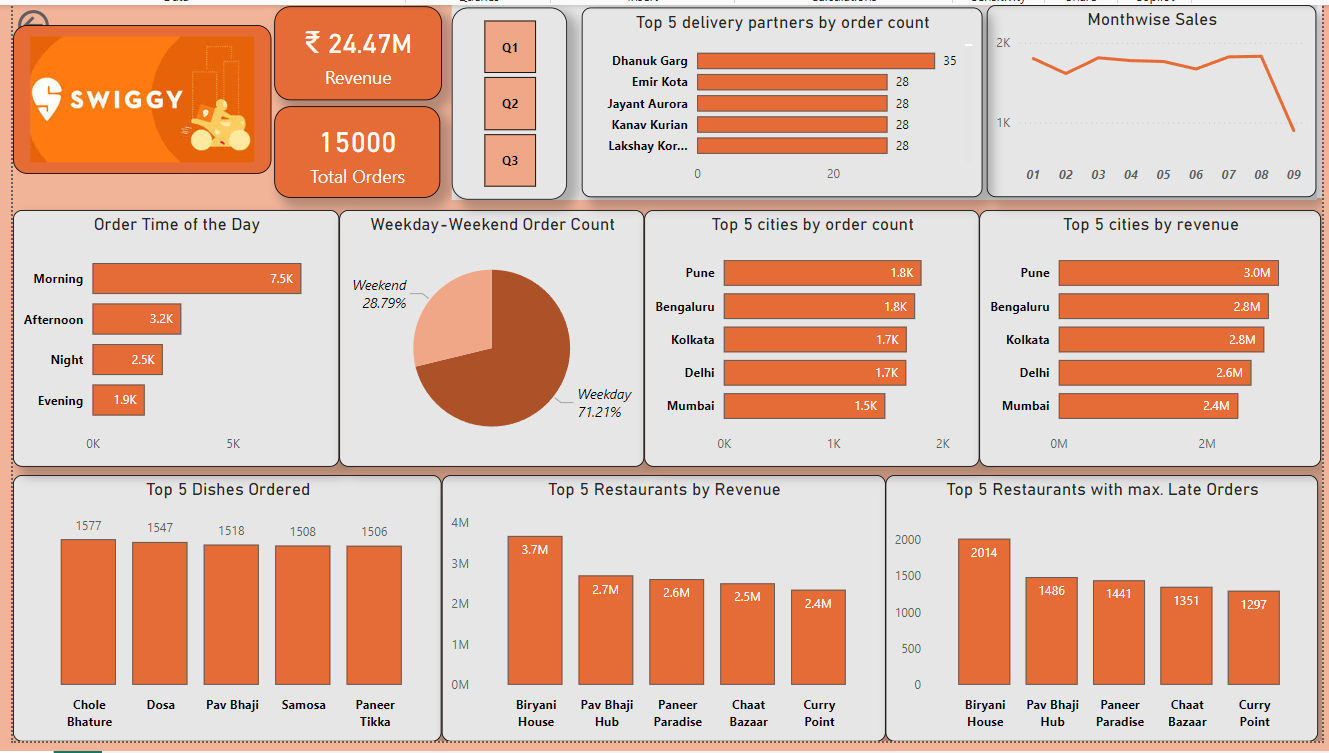 SWIGGY
₹ 24.47M
Revenue
15000
Total Orders
Q1
Q2
Q3
Top 5 delivery partners by order count
Dhanuk Garg 35
Emir Kota 28
Jayant Aurora 28
Kanav Kurian 28
Lakshay Kor... 28
0 20
Monthwise Sales
2K
1K
01 02 03 04 05 06 07 08 09
Order Time of the Day
Morning 7.5K
Afternoon 3.2K
Night 2.5K
Evening 1.9K
0K 5K
Weekday-Weekend Order Count
Weekend
28.79%
Weekday
71.21%
Top 5 cities by order count
Pune 1.8K
Bengaluru 1.8K
Kolkata 1.7K
Delhi 1.7K
Mumbai 1.5K
0K 1K 2K
Top 5 cities by revenue
Pune 3.0M
Bengaluru 2.8M
Kolkata 2.8M
Delhi 2.6M
Mumbai 2.4M
0M 2M
Top 5 Dishes Ordered
1577 1547 1518 1508 1506
Chole Dosa Pav Bhaji Samosa Paneer
Bhature Tikka
Top 5 Restaurants by Revenue
4M
3M
2M
1M
0M
3.7M 2.7M 2.6M 2.5M 2.4M
Biryani Pav Bhaji Paneer Chaat Curry
House Hub Paradise Bazaar Point
Top 5 Restaurants with max. Late Orders
2000
1500
1000
500
0
2014 1486 1441 1351 1297
Biryani Pav Bhaji Paneer Chaat Curry
House Hub Paradise Bazaar Point